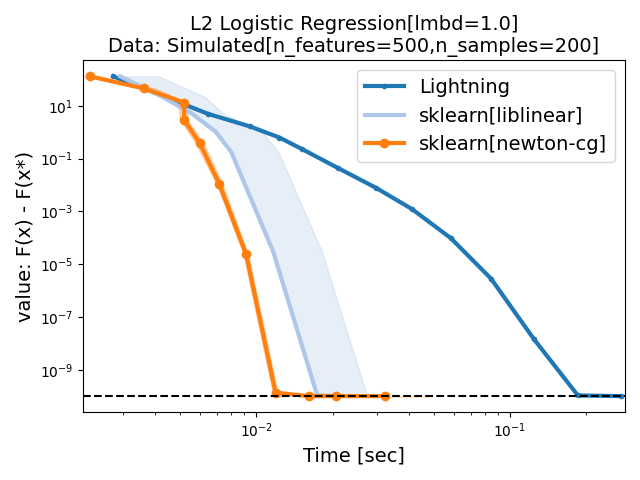 L2 Logistic Regression[lmbd=1.0]
Data: Simulated[n_features=500,n_samples=200]
value: F(x) - F(x*)
10¹
10⁻¹
10⁻³
10⁻⁵
10⁻⁷
10⁻⁹
Lightning
sklearn[liblinear]
sklearn[newton-cg]
10⁻²
10⁻¹
Time [sec]